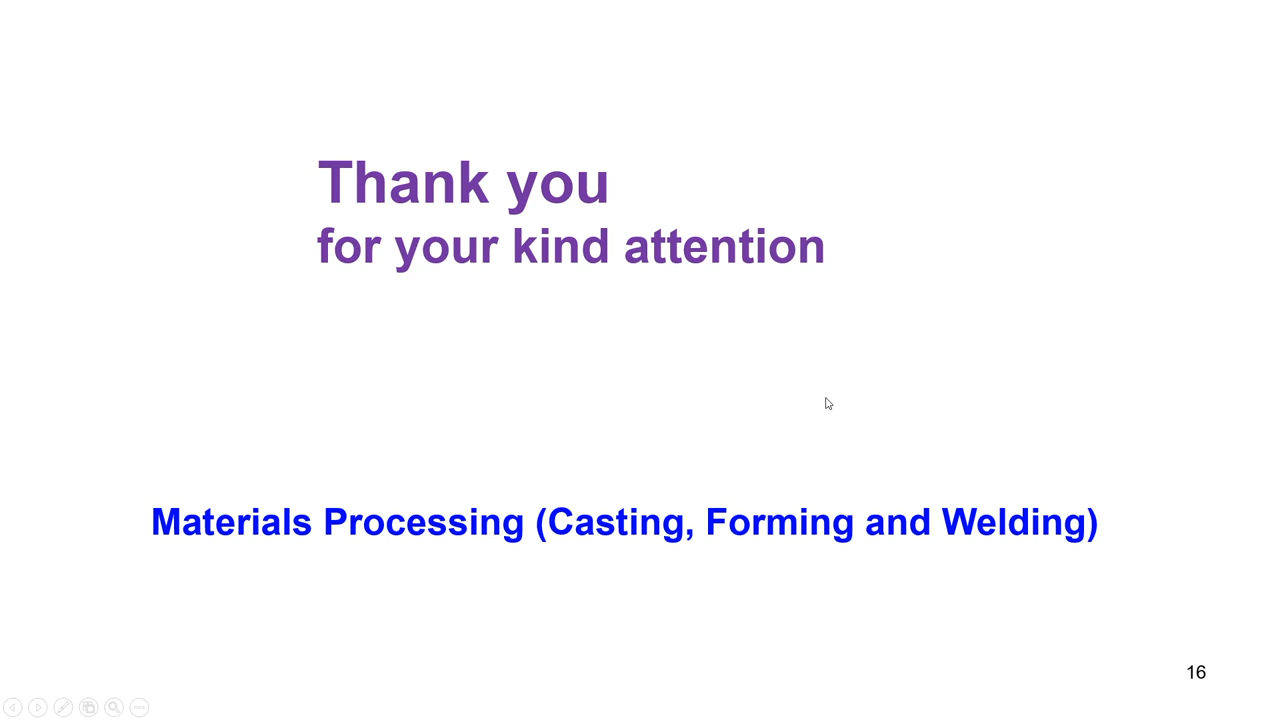 Thank you
for your kind attention
Materials Processing (Casting, Forming and Welding)
16